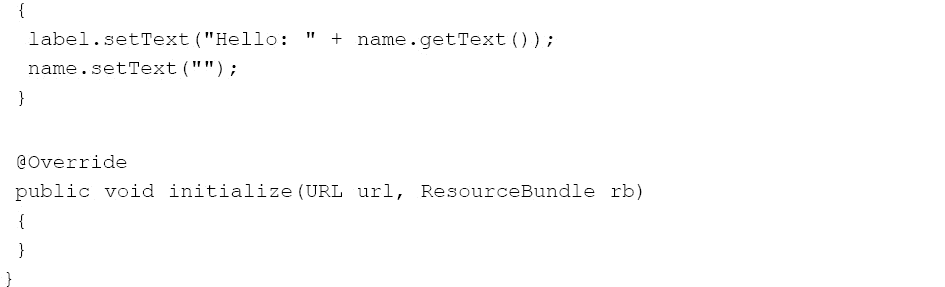 {
label.setText("Hello: " + name.getText());
name.setText("");
}
@Override
public void initialize(URL url, ResourceBundle rb)
{
}
}